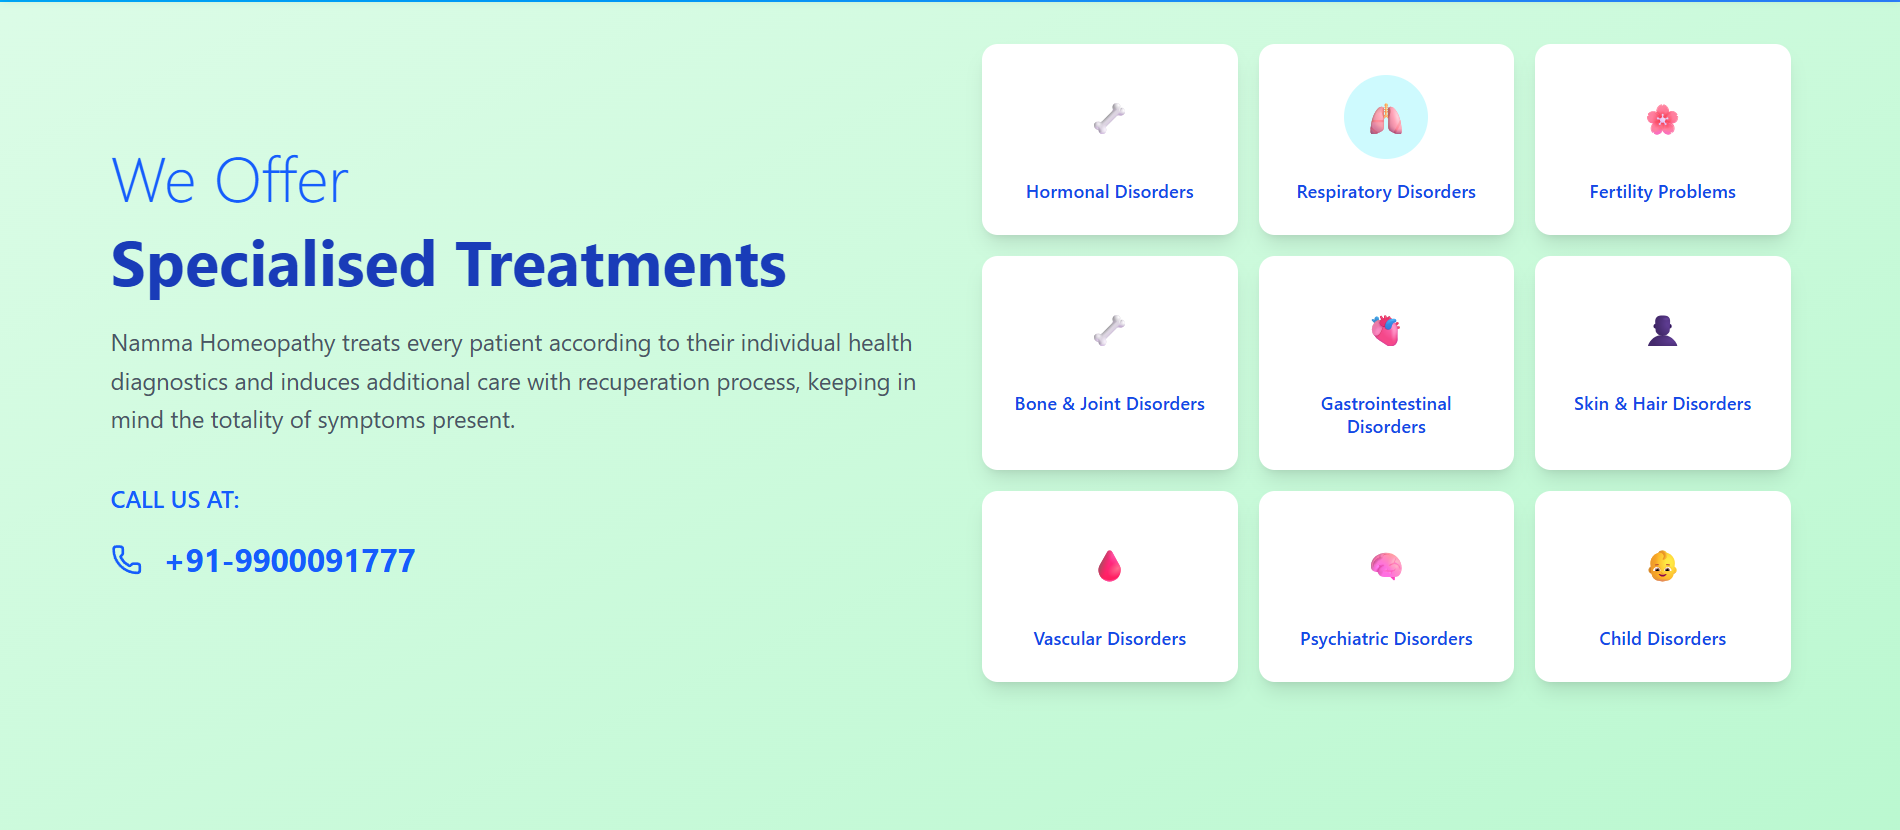 We Offer
Specialised Treatments
Namma Homeopathy treats every patient according to their individual health
diagnostics and induces additional care with recuperation process, keeping in
mind the totality of symptoms present.
CALL US AT:
+91-9900091777
Hormonal Disorders
Respiratory Disorders
Fertility Problems
Bone & Joint Disorders
Gastrointestinal
Disorders
Skin & Hair Disorders
Vascular Disorders
Psychiatric Disorders
Child Disorders